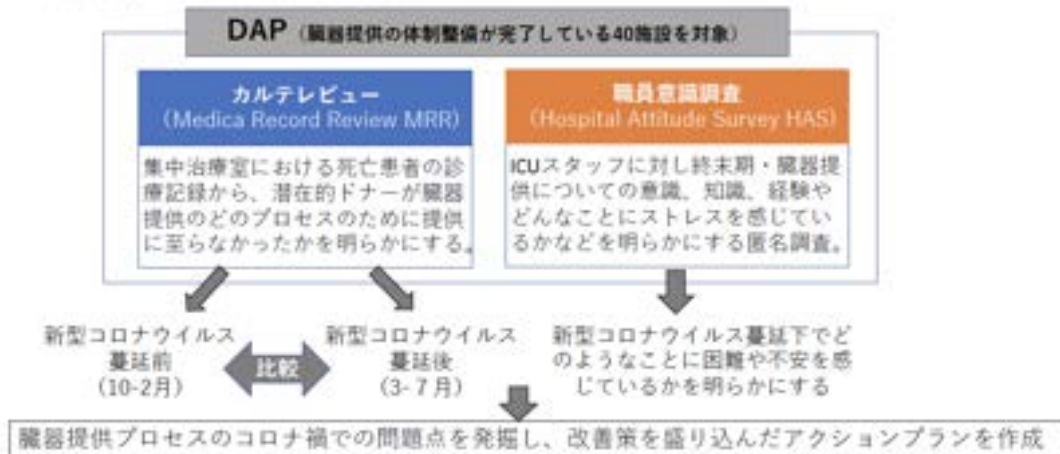 DAP（臓器提供の体制整備が完了している40施設を対象）
カルテレビュー
（Medica Record Review MRR）
集中治療室における死亡患者の診
療記録から、潜在的ドナーが臓器
提供のどのプロセスのために提供
に至らなかったかを明らかにする。
職員意識調査
（Hospital Attitude Survey HAS）
ICUスタッフに対し終末期・臓器提
供についての意識、知識、経験や
どんなことにストレスを感じてい
るかなどを明らかにする匿名調査。
新型コロナウイルス
蔓延前
（10-2月）
比較
新型コロナウイルス
蔓延後
（3-７月）
新型コロナウイルス蔓延下でど
のようなことに困難や不安を感
じているかを明らかにする
臓器提供プロセスのコロナ禍での問題点を発掘し、改善策を盛り込んだアクションプランを作成